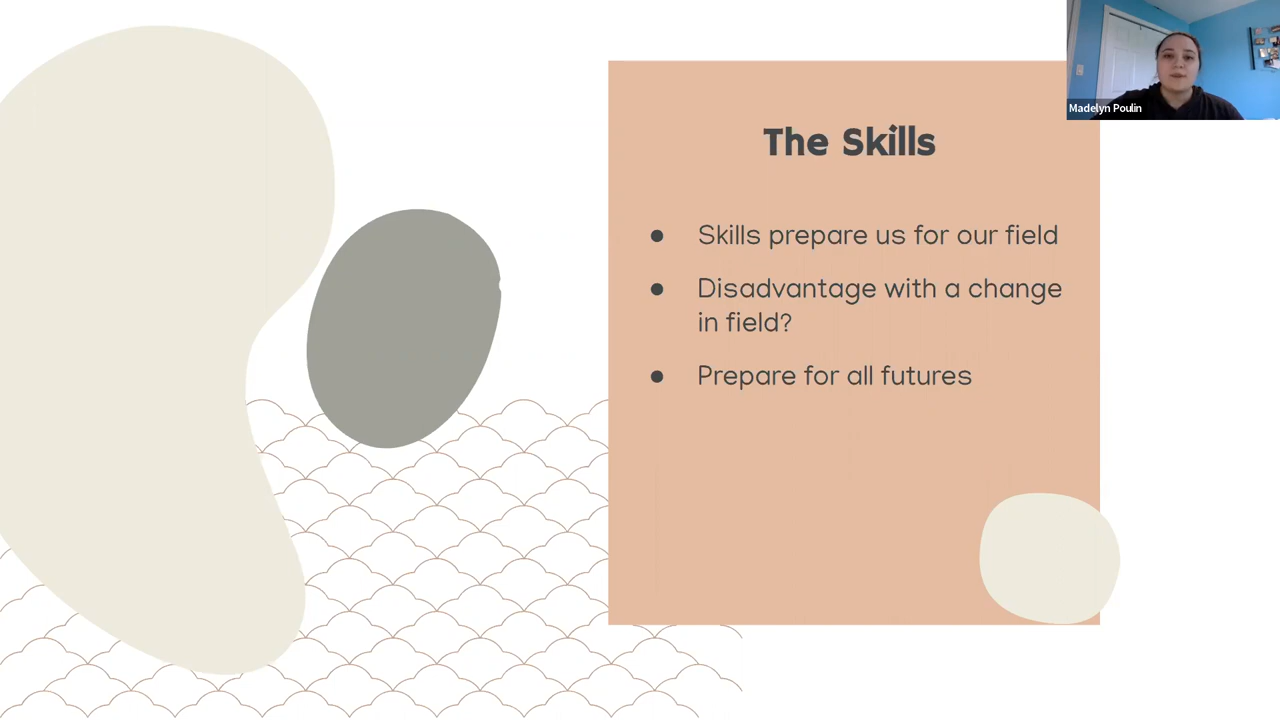 Madelyn Poulin
The Skills
● Skills prepare us for our field
● Disadvantage with a change
in field?
● Prepare for all futures